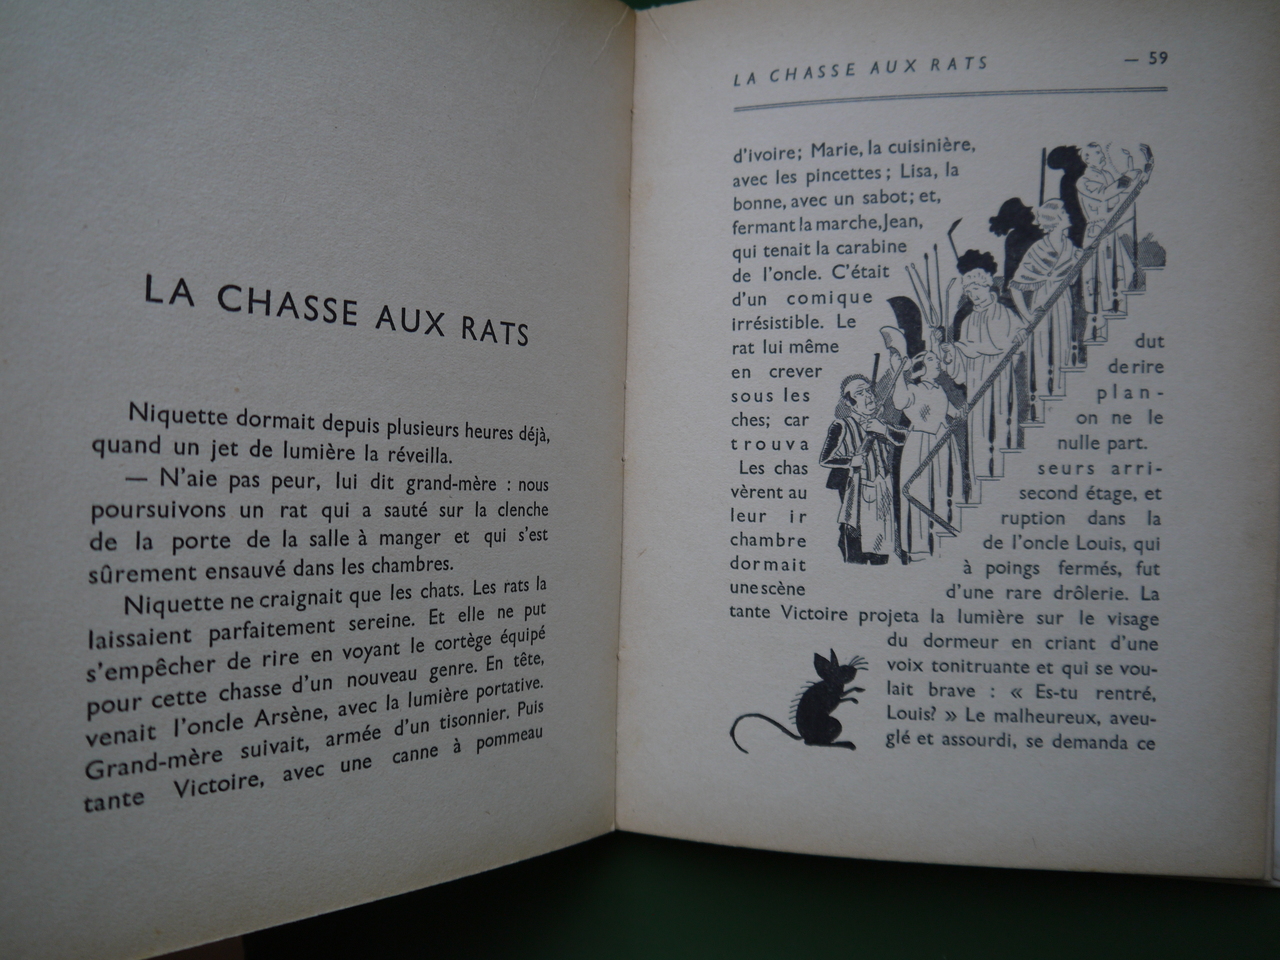 LA CHASSE AUX RATS
Niquette dormait depuis plusieurs heures déjà,
quand un jet de lumière la réveilla.
— N'aie pas peur, lui dit grand-mère : nous
poursuivons un rat qui a sauté sur la clenche
de la porte de la salle à manger et qui s'est
sûrement ensauvé dans les chambres.
Niquette ne craignait que les chats. Les rats la
laissaient parfaitement sereine. Et elle ne put
s'empêcher de rire en voyant le cortège équipé
pour cette chasse d'un nouveau genre. En tête,
venait l'oncle Arsène, avec la lumière portative.
Grand-mère suivait, armée d'un tisonnier. Puis
tante Victoire, avec une canne à pommeau
LA CHASSE AUX RATS — 59
d'ivoire; Marie, la cuisinière,
avec les pincettes; Lisa, la
bonne, avec un sabot; et,
fermant la marche, Jean,
qui tenait la carabine
de l'oncle. C'était
d'un comique
irrésistible. Le
rat lui même dut
en crever de rire
sous les plan-
ches; car on ne le
trouva nulle part.
Les chas seurs arri-
vèrent au second étage, et
leur ir ruption dans la
chambre de l'oncle Louis, qui
dormait à poings fermés, fut
une scène d'une rare drôlerie. La
tante Victoire projeta la lumière sur le visage
du dormeur en criant d'une
voix tonitruante et qui se vou-
lait brave : « Es-tu rentré,
Louis? » Le malheureux, aveu-
glé et assourdi, se demanda ce